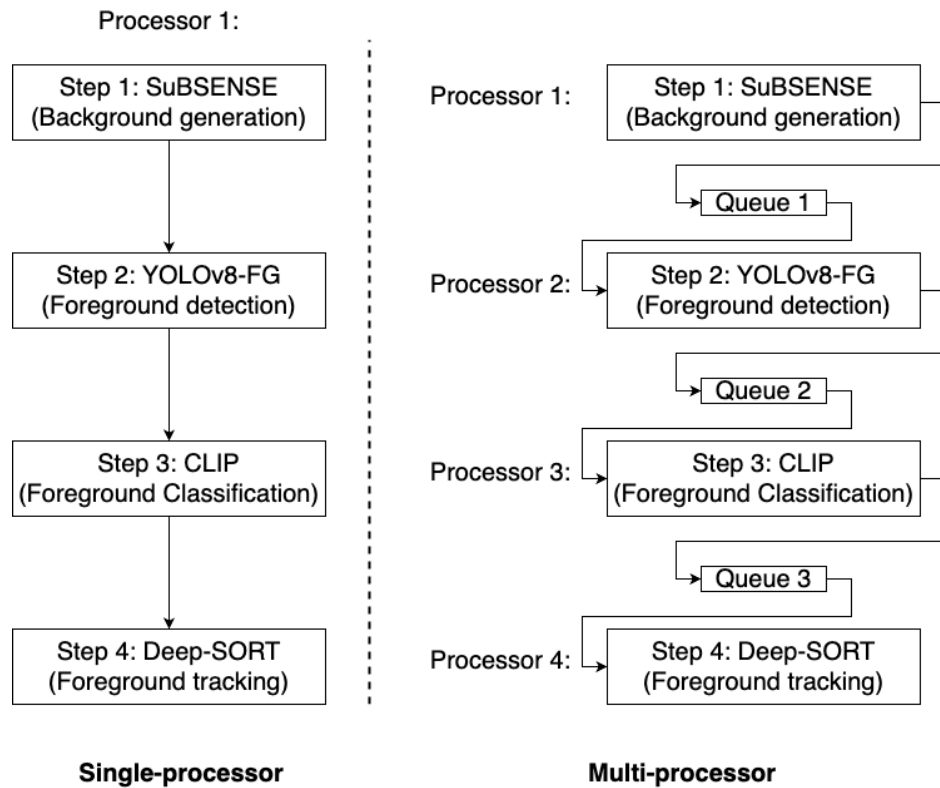 Processor 1:
Step 1: SuBSENSE
(Background generation)
Step 2: YOLOv8-FG
(Foreground detection)
Step 3: CLIP
(Foreground Classification)
Step 4: Deep-SORT
(Foreground tracking)
Single-processor
Processor 1:
Step 1: SuBSENSE
(Background generation)
Queue 1
Processor 2:
Step 2: YOLOv8-FG
(Foreground detection)
Queue 2
Processor 3:
Step 3: CLIP
(Foreground Classification)
Queue 3
Processor 4:
Step 4: Deep-SORT
(Foreground tracking)
Multi-processor